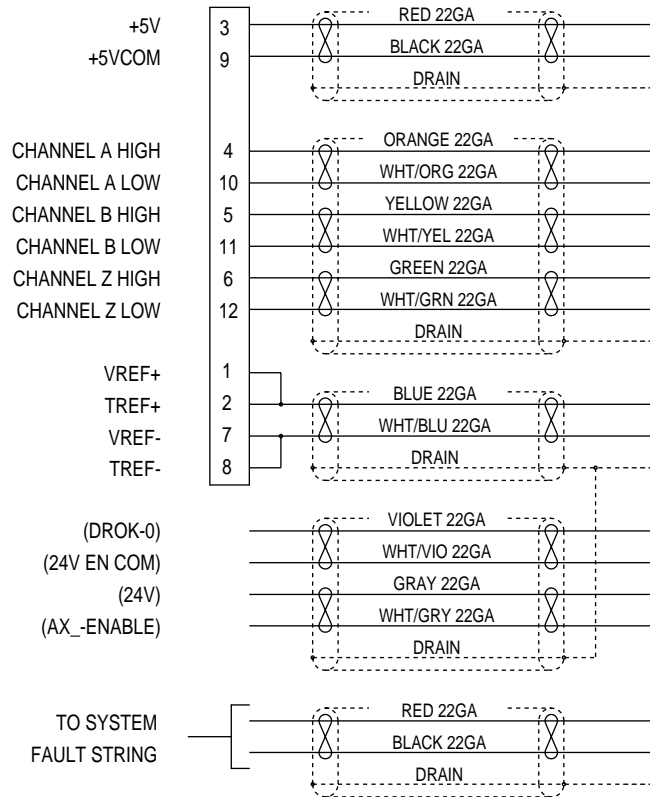 RED 22GA
+5V 3
BLACK 22GA
+5VCOM 9
DRAIN
ORANGE 22GA
CHANNEL A HIGH 4
WHT/ORG 22GA
CHANNEL A LOW 10
YELLOW 22GA
CHANNEL B HIGH 5
WHT/YEL 22GA
CHANNEL B LOW 11
GREEN 22GA
CHANNEL Z HIGH 6
WHT/GRN 22GA
CHANNEL Z LOW 12
DRAIN
VREF+ 1
BLUE 22GA
TREF+ 2
WHT/BLU 22GA
VREF- 7
DRAIN
TREF- 8
VIOLET 22GA
(DROK-0)
WHT/VIO 22GA
(24V EN COM)
GRAY 22GA
(24V)
WHT/GRY 22GA
(AX_-ENABLE)
DRAIN
RED 22GA
TO SYSTEM
BLACK 22GA
FAULT STRING
DRAIN